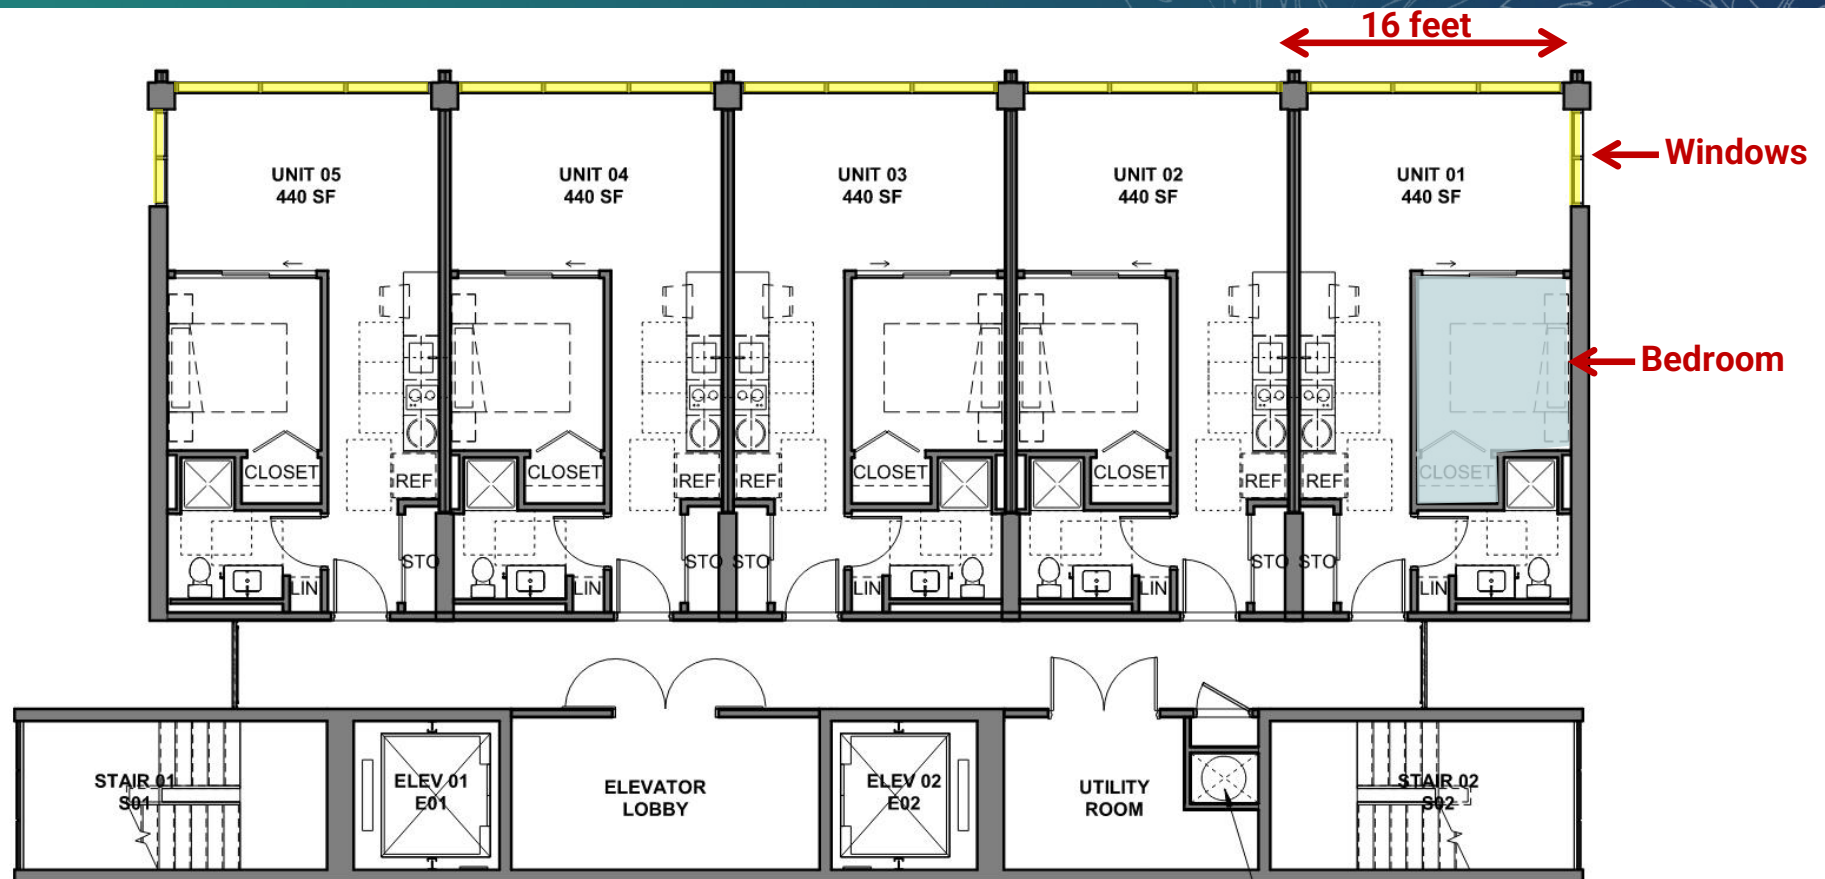 16 feet
Windows
UNIT 05
440 SF
UNIT 04
440 SF
UNIT 03
440 SF
UNIT 02
440 SF
UNIT 01
440 SF
Bedroom
CLOSET
REF
CLOSET
REF
REF
CLOSET
CLOSET
REF
REF
CLOSET
STO
STO
STO
STO
STO
LIN
LIN
LIN
LIN
LIN
STAIR 01
S01
ELEV 01
E01
ELEVATOR
LOBBY
ELEV 02
E02
UTILITY
ROOM
STAIR 02
S02